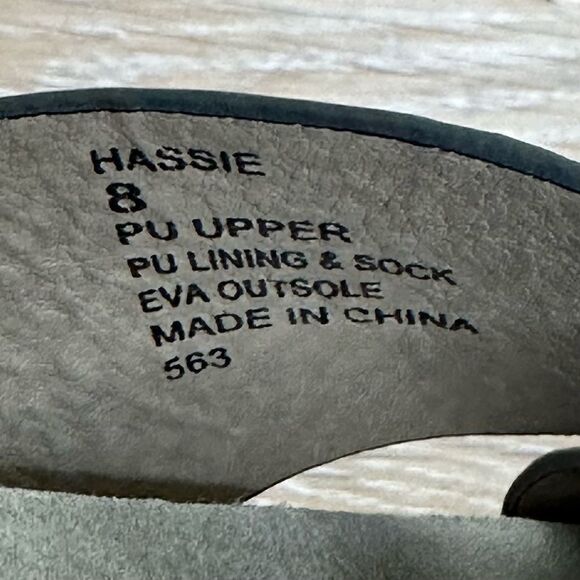 HASSIE
8
PU UPPER
PU LINING & SOCK
EVA OUTSOLE
MADE IN CHINA
563